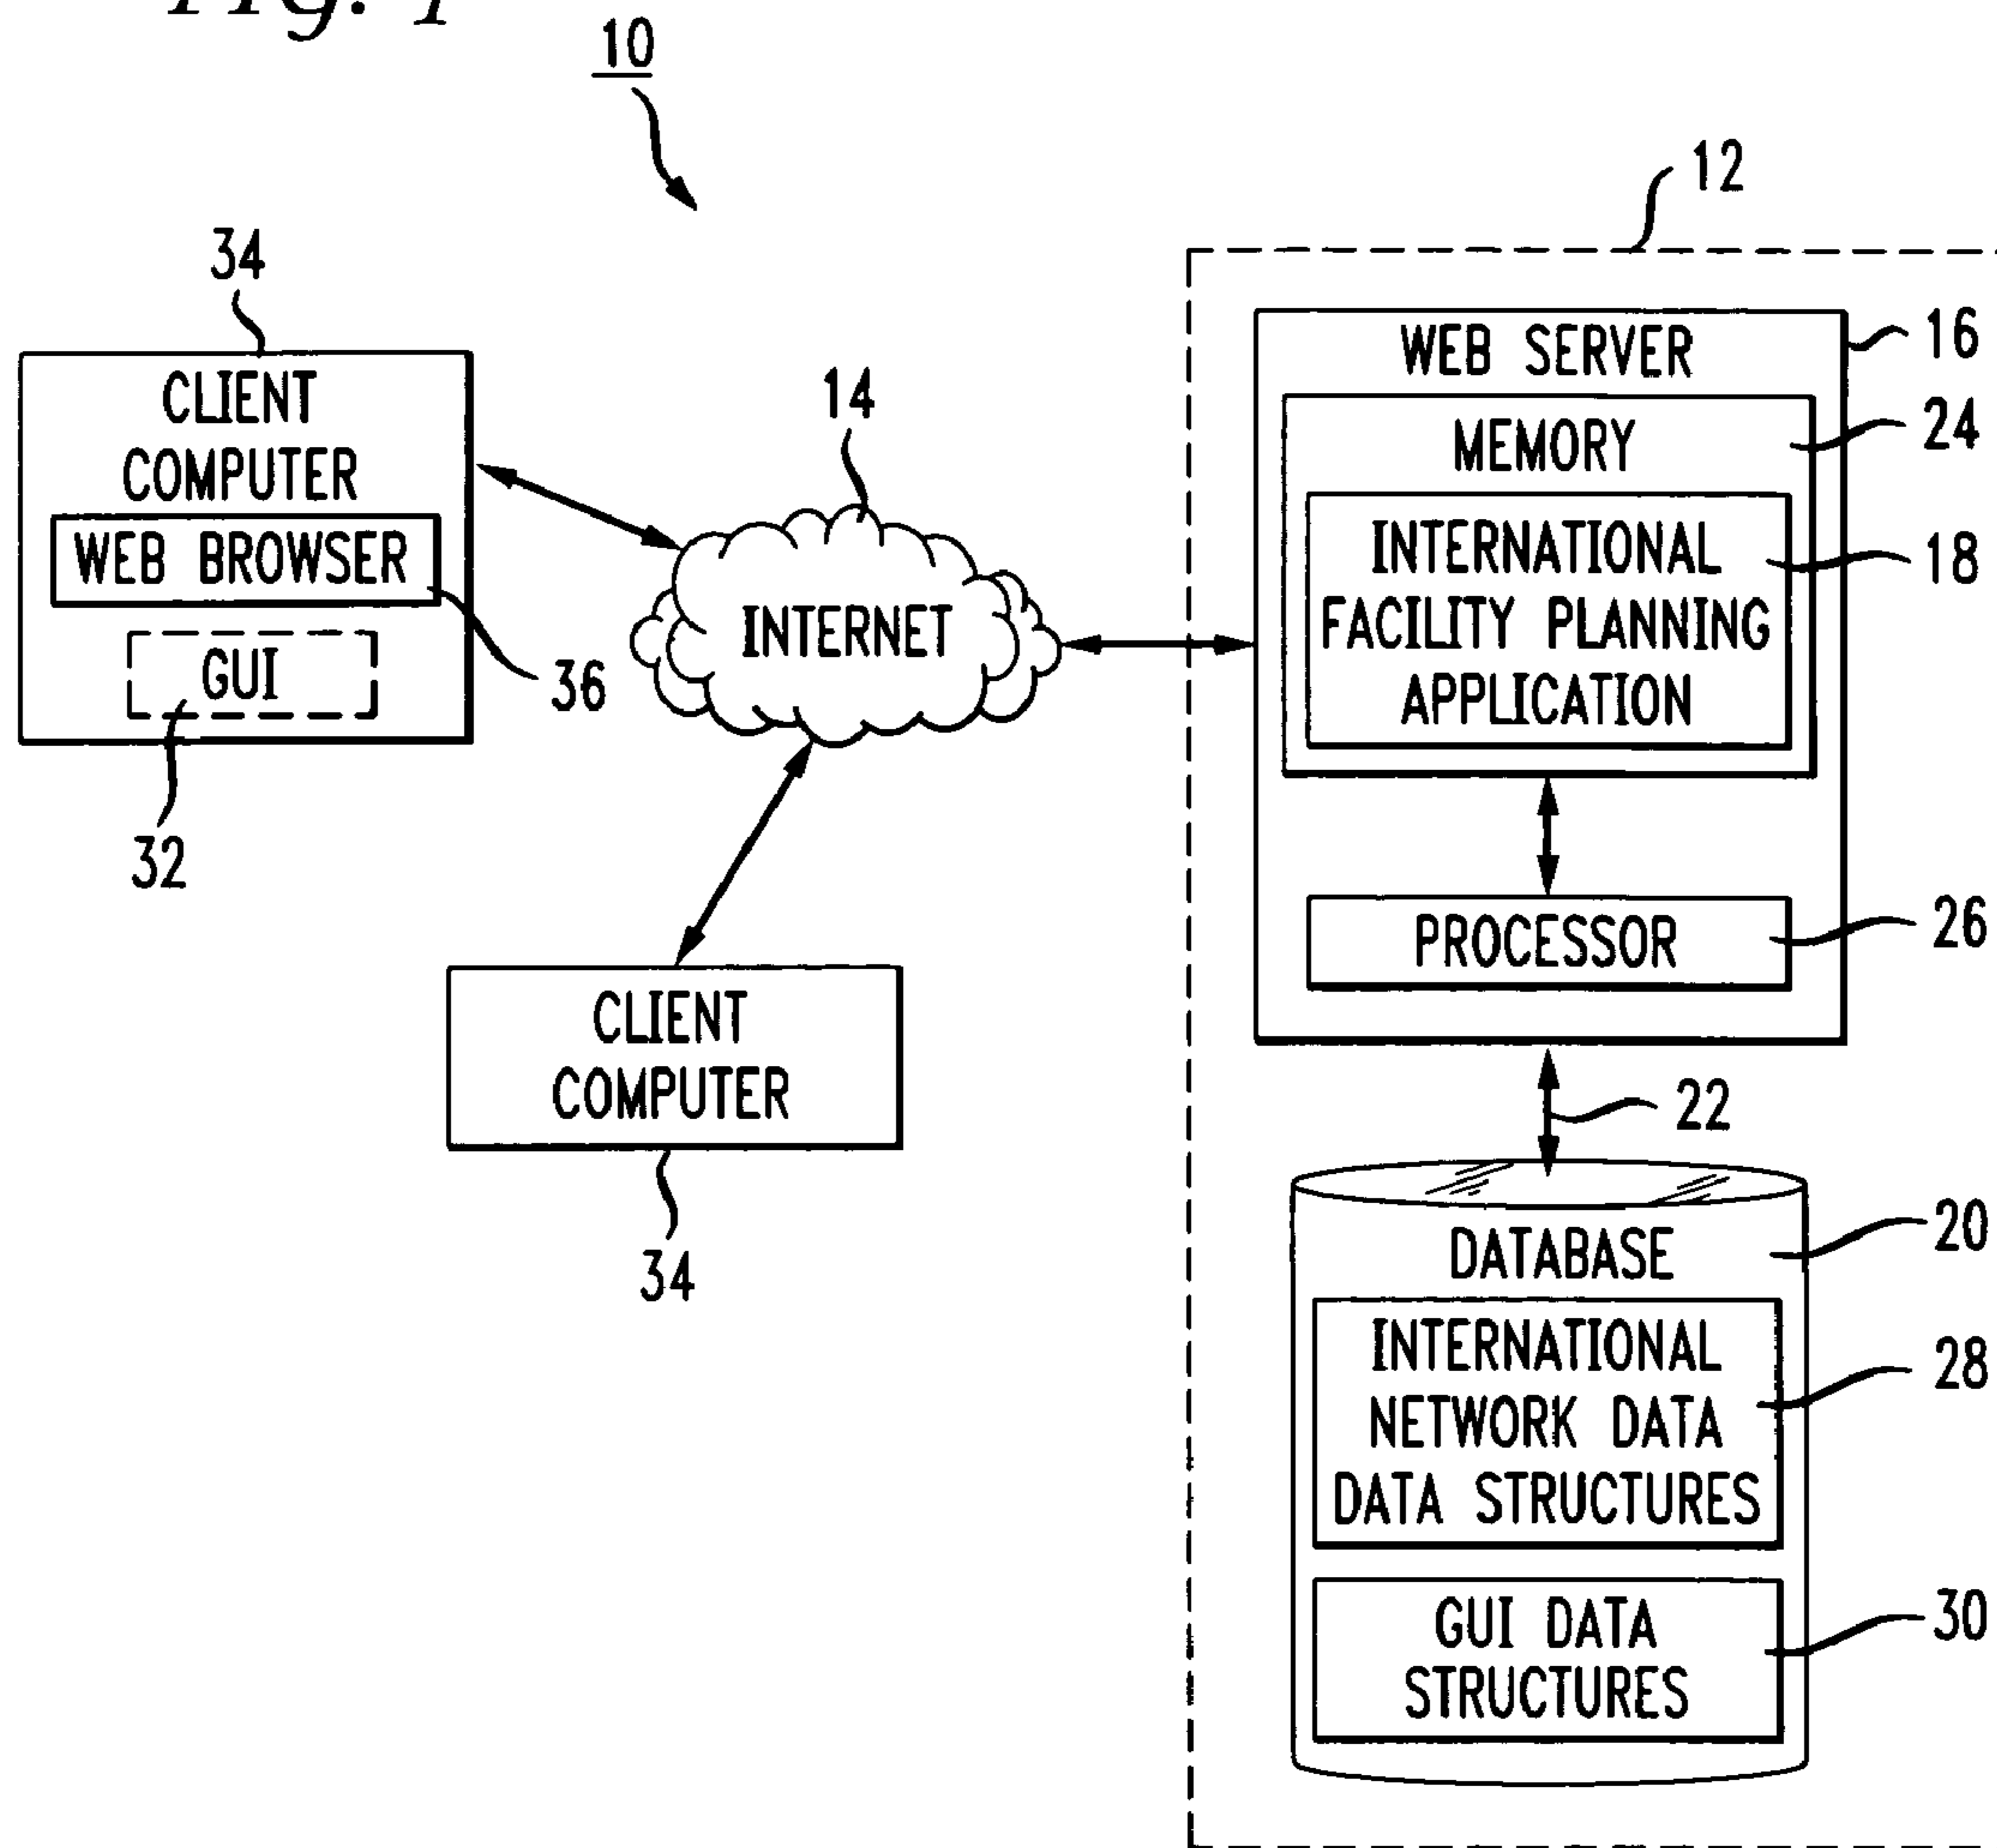 FIG. 1
10
12
34
CLIENT
COMPUTER
WEB BROWSER
GUI
36
32
14
INTERNET
CLIENT
COMPUTER
34
WEB SERVER
16
MEMORY
24
INTERNATIONAL
FACILITY PLANNING
APPLICATION
18
PROCESSOR
26
22
DATABASE
20
INTERNATIONAL
NETWORK DATA
DATA STRUCTURES
28
GUI DATA
STRUCTURES
30